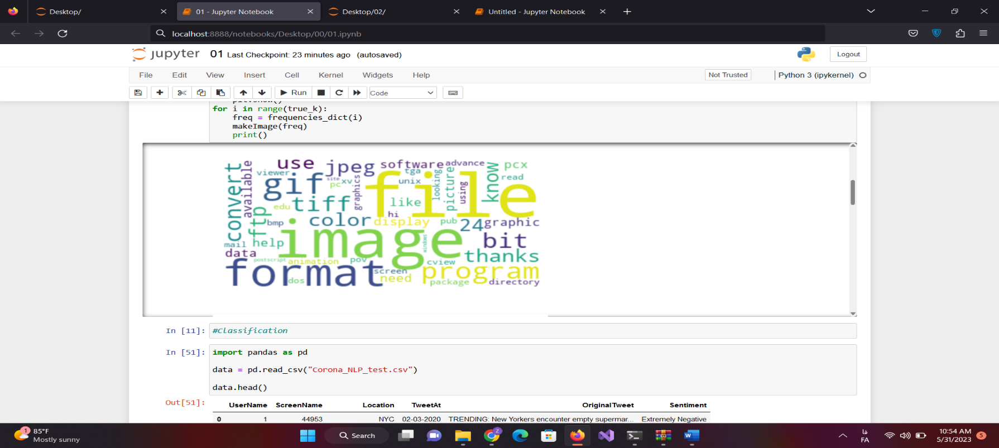 Desktop/
01 - Jupyter Notebook
Desktop/02/
Untitled - Jupyter Notebook
localhost:8888/notebooks/Desktop/00/01.ipynb
jupyter 01 Last Checkpoint: 23 minutes ago (autosaved)
Logout
File Edit View Insert Cell Kernel Widgets Help
Not Trusted
Python 3 (ipykernel)
Run
Code
plt.show()
for i in range(true_k):
freq = frequencies_dict(i)
makeImage(freq)
print()
use jpeg software advance pcx
convert available viewer gif site pc xv graphics tga unix looking picture using know read
file
edu tiff like hi
ftp bmp color display pub 24 graphic
image windows bit
mail help thanks
data postscript animation pov cview
format screen program
dos need package directory
In [11]: #Classification
In [51]: import pandas as pd
data = pd.read_csv("Corona_NLP_test.csv")
data.head()
Out[51]:
UserName ScreenName Location TweetAt OriginalTweet Sentiment
0 1 44953 NYC 02-03-2020 TRENDING: New Yorkers encounter empty supermar... Extremely Negative
1
85°F
Mostly sunny
Search
Z
W
فا
FA
10:54 AM
5/31/2023
5